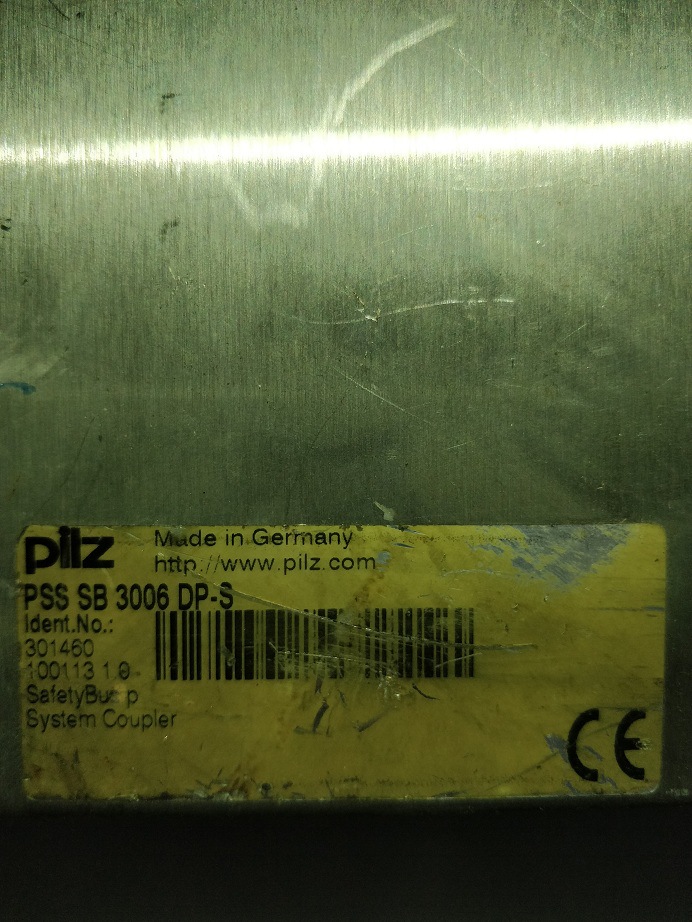 pilz
Made in Germany
http://www.pilz.com
PSS SB 3006 DP-S
Ident.No.:
301460
100113 1.0
SafetyBus p
System Coupler
CE